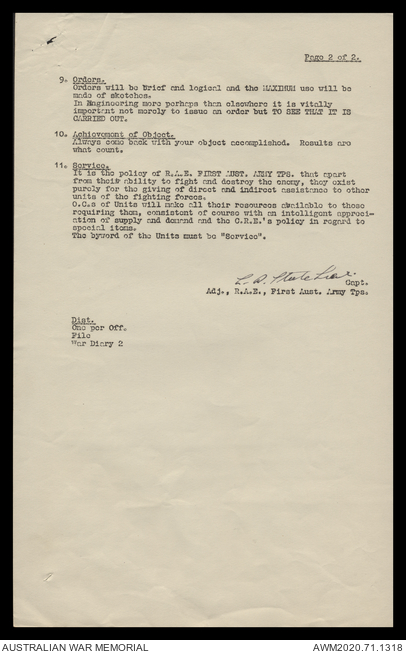 Page 2 of 2.
9. Orders.
Orders will be Brief and logical and the MAXIMUM use will be
made of sketches.
In Engineering more perhaps than elsewhere it is vitally
important not merely to issue an order but TO SEE THAT IT IS
CARRIED OUT.
10. Achievement of Object.
Always come back with your object accomplished. Results are
what count.
11. Service.
It is the policy of R.A.E. FIRST AUST. ARMY TPS. that apart
from their ability to fight and destroy the enemy, they exist
purely for the giving of direct and indirect assistance to other
units of the fighting forces.
O.C.s of Units will make all their resources available to those
requiring them, consistent of course with an intelligent appreci-
ation of supply and demand and the C.R.E.'s policy in regard to
special items.
The byword of the Units must be "Service".
Capt.
Adj., R.A.E., First Aust. Army Tps.
Dist.
One per Off.
File
War Diary 2
AUSTRALIAN WAR MEMORIAL
AWM2020.71.1318